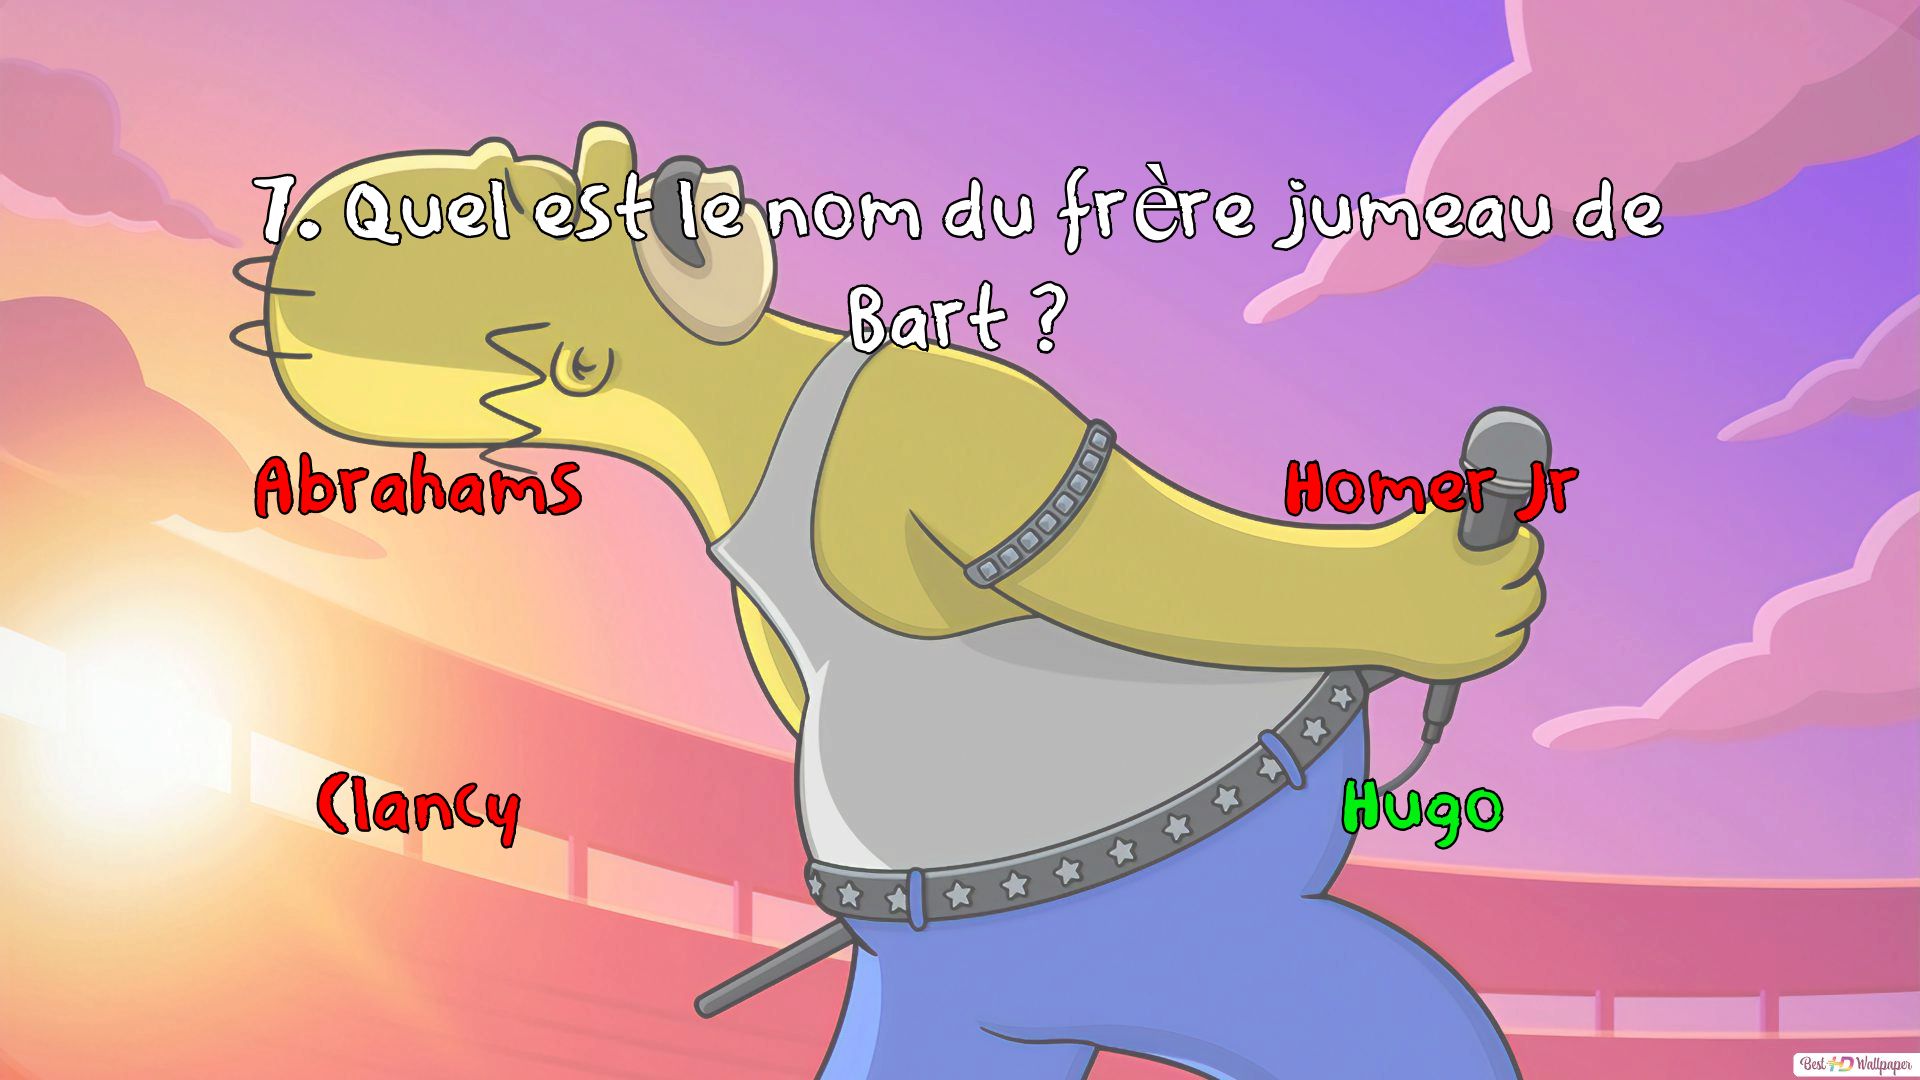 7. Quel est le nom du frère jumeau de
Bart ?
Abrahams
Homer Jr
Clancy
Hugo
Best HD Wallpaper